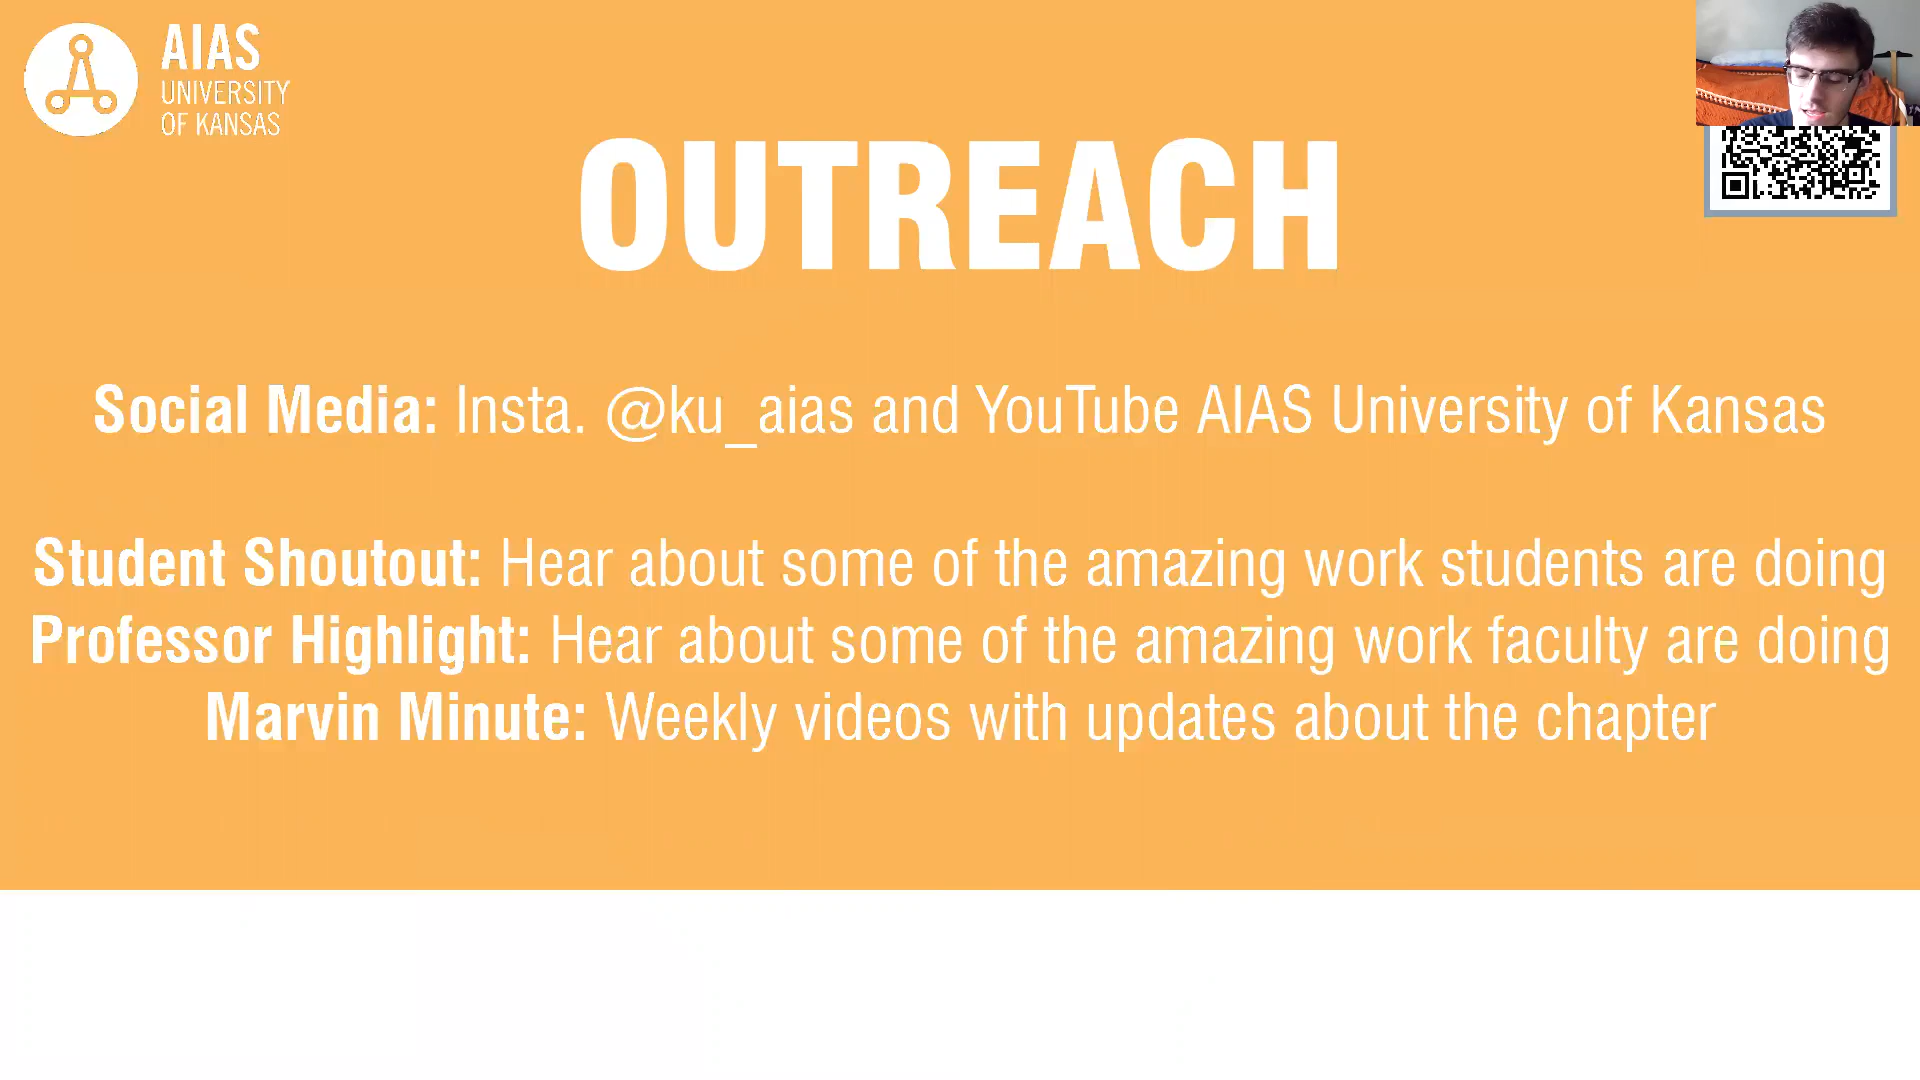 AIAS
UNIVERSITY
OF KANSAS
OUTREACH
Social Media: Insta. @ku_aias and YouTube AIAS University of Kansas
Student Shoutout: Hear about some of the amazing work students are doing
Professor Highlight: Hear about some of the amazing work faculty are doing
Marvin Minute: Weekly videos with updates about the chapter